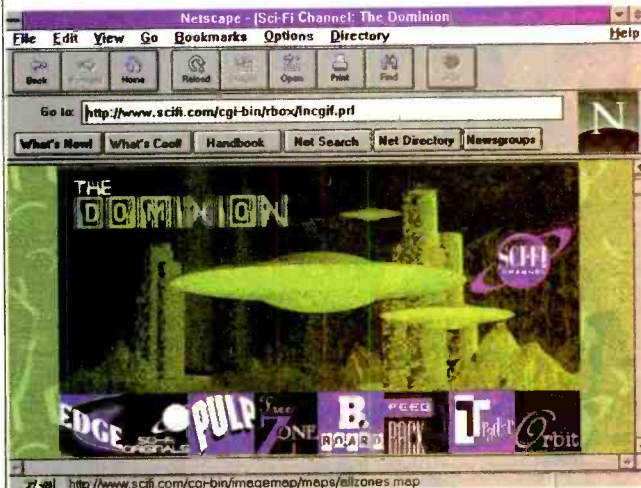 Netscape - [Sci-Fi Channel: The Dominion]
File Edit View Go Bookmarks Options Directory Help
Back Home Reload Open Print Find
Go to: http://www.scifi.com/cgi-bin/rbox/incgif.prl
N
What's New! What's Cool! Handbook Net Search Net Directory Newsgroups
THE
DOMINION
SCI-FI
CHANNEL
EDGE SCI-FI ORIGINALS PULP Free ZONE B. BOARD FEED BACK Trader Orbit
http://www.scifi.com/cgi-bin/imagemap/maps/allzones.map